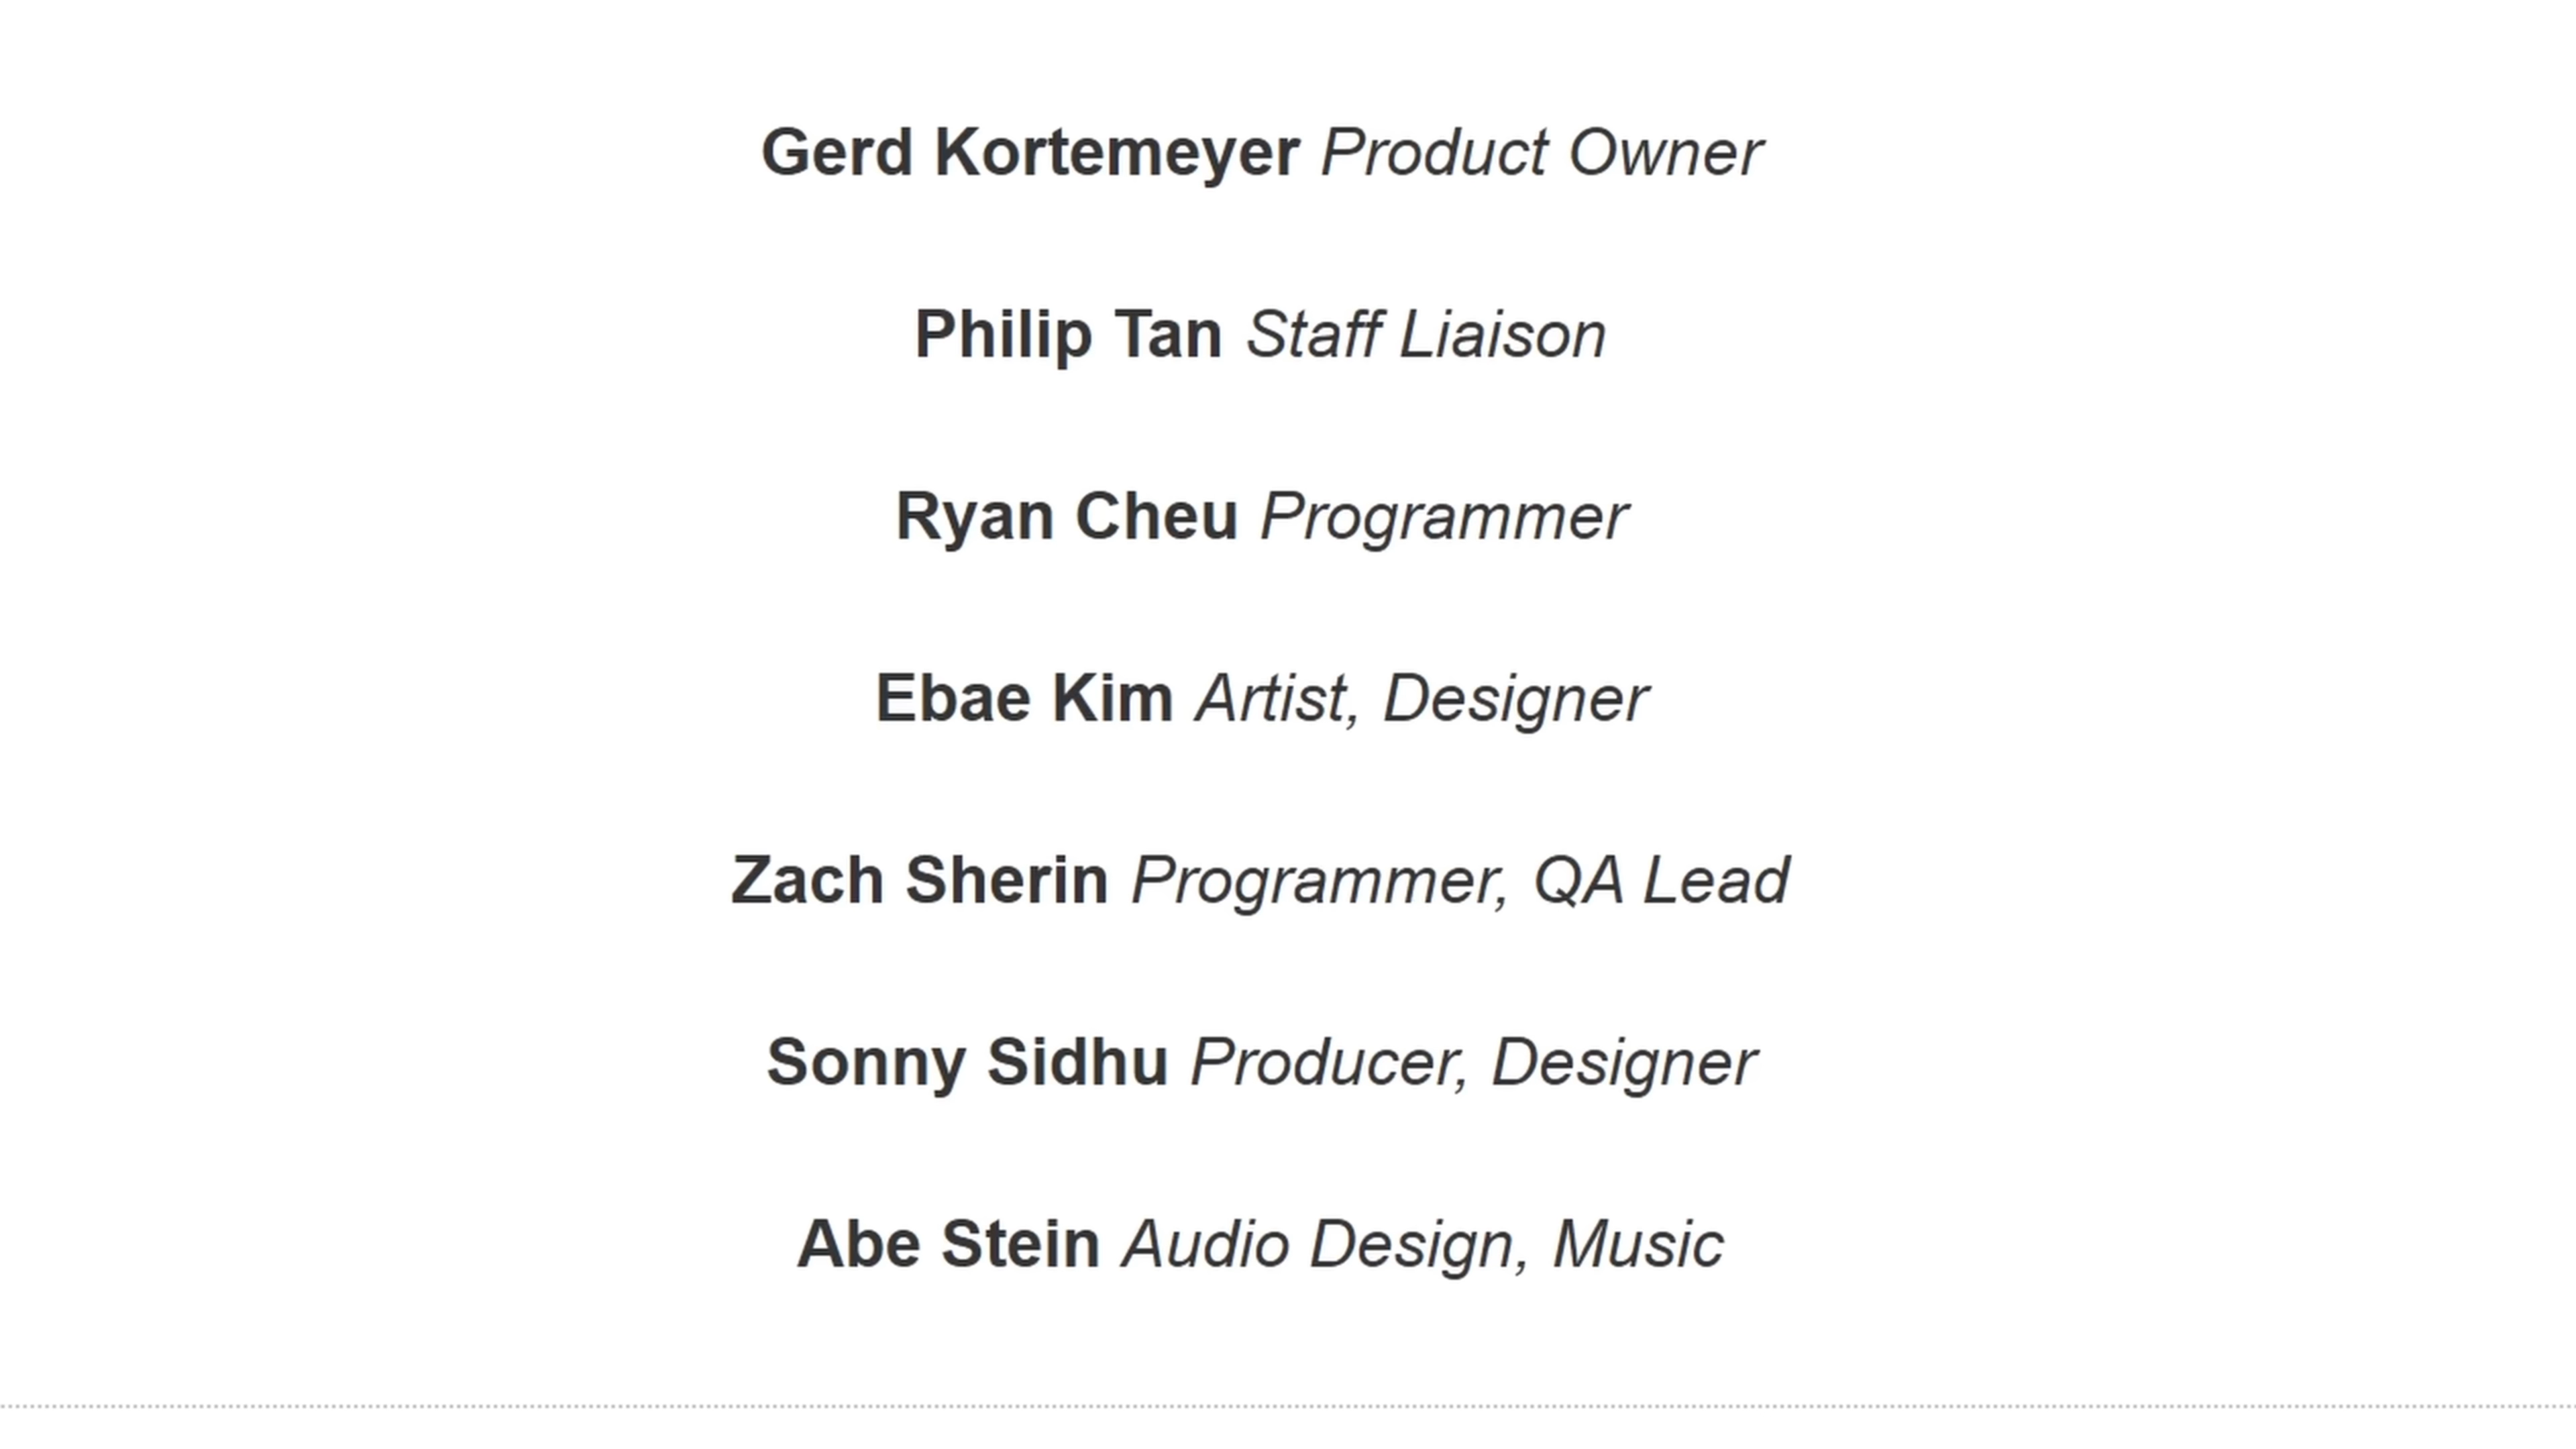 Gerd Kortemeyer Product Owner
Philip Tan Staff Liaison
Ryan Cheu Programmer
Ebae Kim Artist, Designer
Zach Sherin Programmer, QA Lead
Sonny Sidhu Producer, Designer
Abe Stein Audio Design, Music